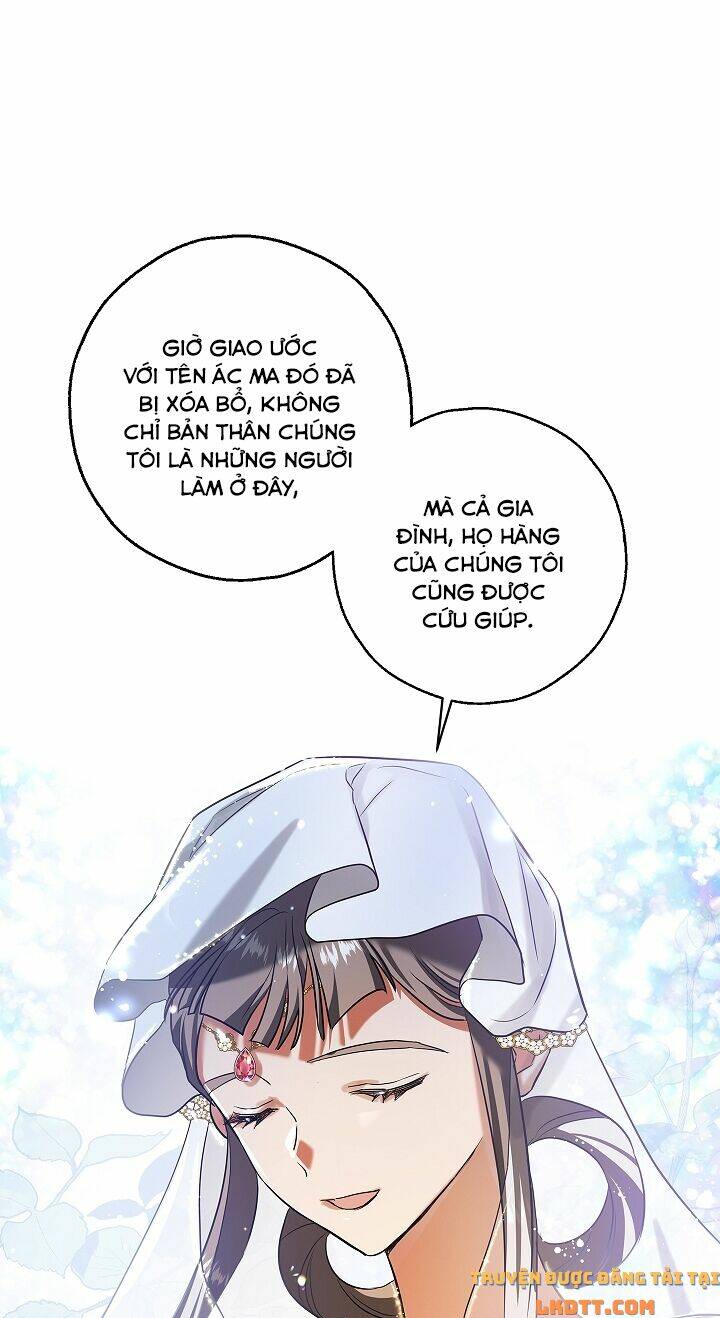 GIỜ GIAO ƯỚC
VỚI TÊN ÁC MA ĐÓ ĐÃ
BỊ XÓA BỔ, KHÔNG
CHỈ BẢN THÂN CHÚNG
TÔI LÀ NHỮNG NGƯỜI
LÀM Ở ĐÂY,
MÀ CẢ GIA
ĐÌNH, HỌ HÀNG
CỦA CHÚNG TÔI
CŨNG ĐƯỢC
CỨU GIÚP.
TRUYỆN ĐƯỢC ĐĂNG TẢI TẠI
LKDTT.COM